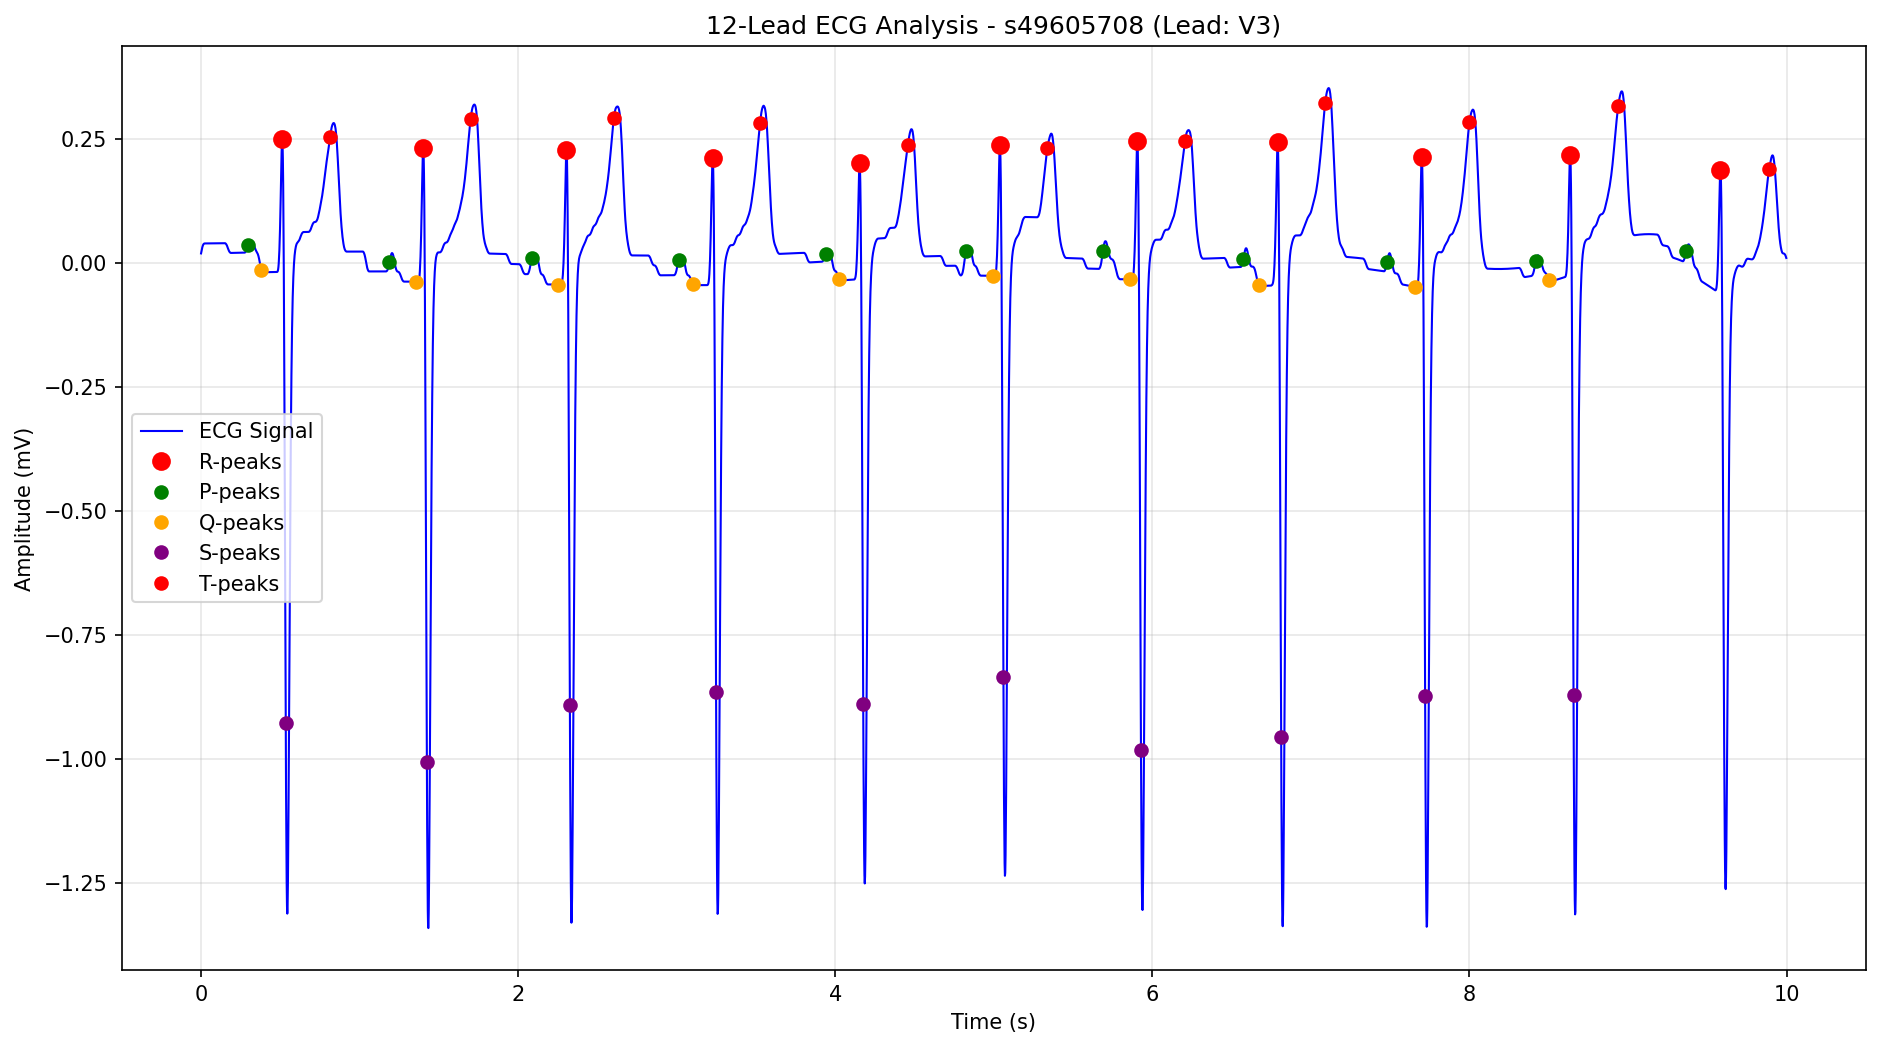 12-Lead ECG Analysis - s49605708 (Lead: V3)
Amplitude (mV)
0.25
0.00
−0.25
−0.50
−0.75
−1.00
−1.25
ECG Signal
R-peaks
P-peaks
Q-peaks
S-peaks
T-peaks
0 2 4 6 8 10
Time (s)